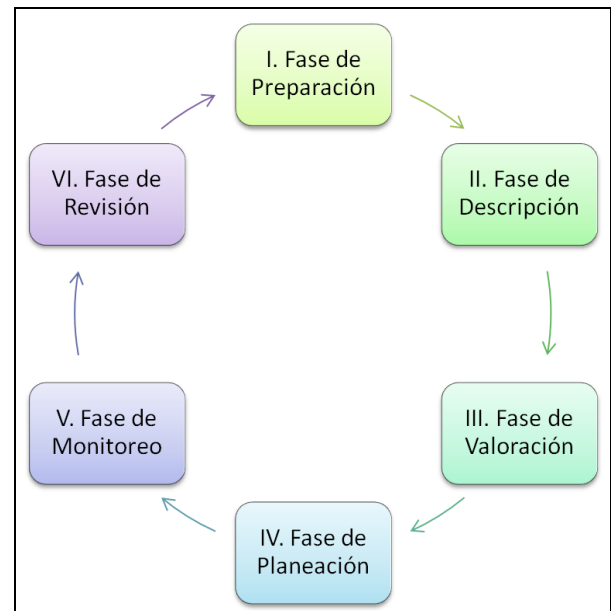 I. Fase de
Preparación
II. Fase de
Descripción
III. Fase de
Valoración
IV. Fase de
Planeación
V. Fase de
Monitoreo
VI. Fase de
Revisión